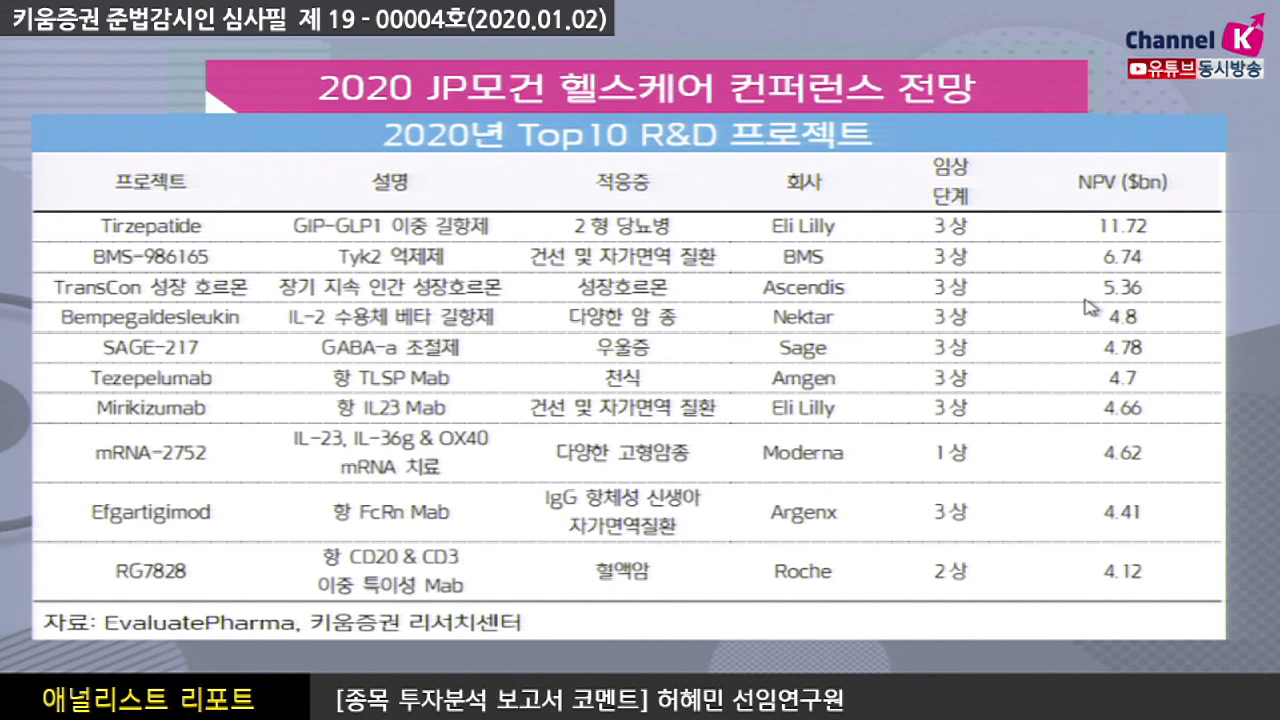 키움증권 준법감시인 심사필 제 19 - 00004호(2020.01.02)
Channel K
유튜브동시방송
2020 JP모건 헬스케어 컨퍼런스 전망
2020년 Top10 R&D 프로젝트
프로젝트 설명 적응증 회사 임상 단계 NPV ($bn)
Tirzepatide GIP-GLP1 이중 길항제 2형 당뇨병 Eli Lilly 3상 11.72
BMS-986165 Tyk2 억제제 건선 및 자가면역 질환 BMS 3상 6.74
TransCon 성장 호르몬 장기 지속 인간 성장호르몬 성장호르몬 Ascendis 3상 5.36
Bempegaldesleukin IL-2 수용체 베타 길항제 다양한 암 종 Nektar 3상 4.8
SAGE-217 GABA-a 조절제 우울증 Sage 3상 4.78
Tezepelumab 항 TLSP Mab 천식 Amgen 3상 4.7
Mirikizumab 항 IL23 Mab 건선 및 자가면역 질환 Eli Lilly 3상 4.66
mRNA-2752 IL-23, IL-36g & OX40 mRNA 치료 다양한 고형암종 Moderna 1상 4.62
Efgartigimod 항 FcRn Mab IgG 항체성 신생아 자가면역질환 Argenx 3상 4.41
RG7828 항 CD20 & CD3 이중 특이성 Mab 혈액암 Roche 2상 4.12
자료: EvaluatePharma, 키움증권 리서치센터
애널리스트 리포트
[종목 투자분석 보고서 코멘트] 허혜민 선임연구원